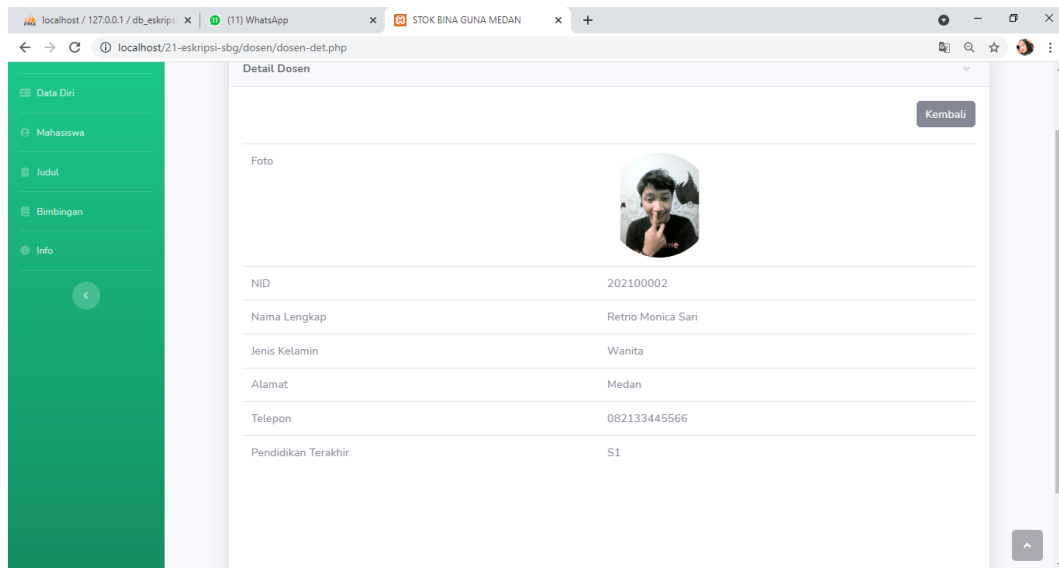 localhost / 127.0.0.1 / db_eskrips
(11) WhatsApp
STOK BINA GUNA MEDAN
localhost/21-eskripsi-sbg/dosen/dosen-det.php
Detail Dosen
Data Diri
Kembali
Mahasiswa
Foto
Judul
Bimbingan
Info
NID 202100002
Nama Lengkap Retno Monica Sari
Jenis Kelamin Wanita
Alamat Medan
Telepon 082133445566
Pendidikan Terakhir S1